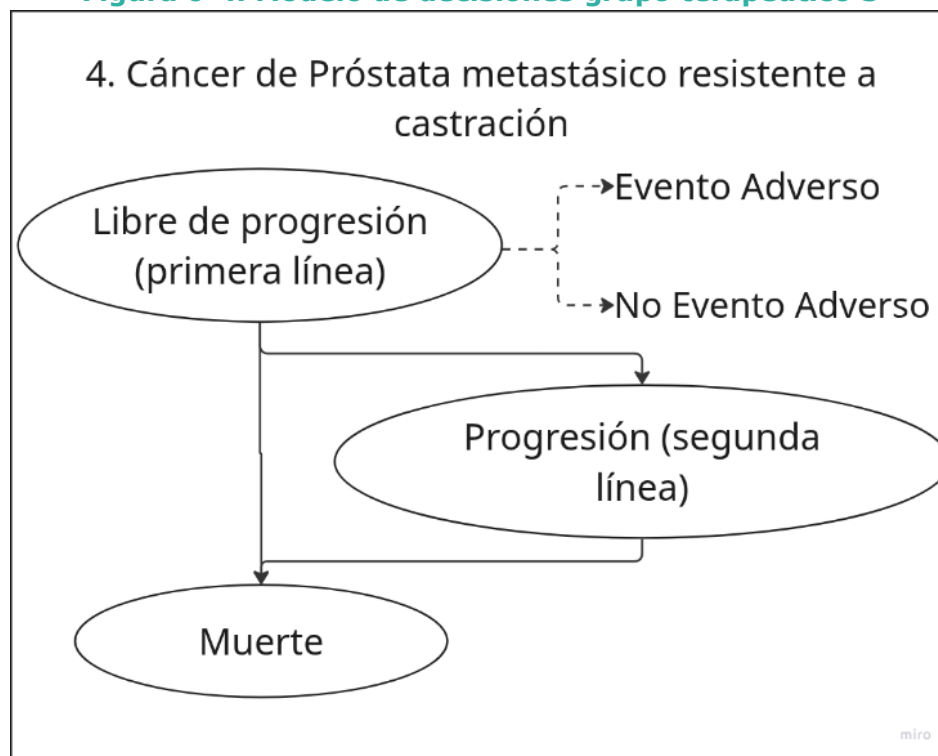 4. Cáncer de Próstata metastásico resistente a
castración
Libre de progresión
(primera línea)
Evento Adverso
No Evento Adverso
Progresión (segunda
línea)
Muerte
miro